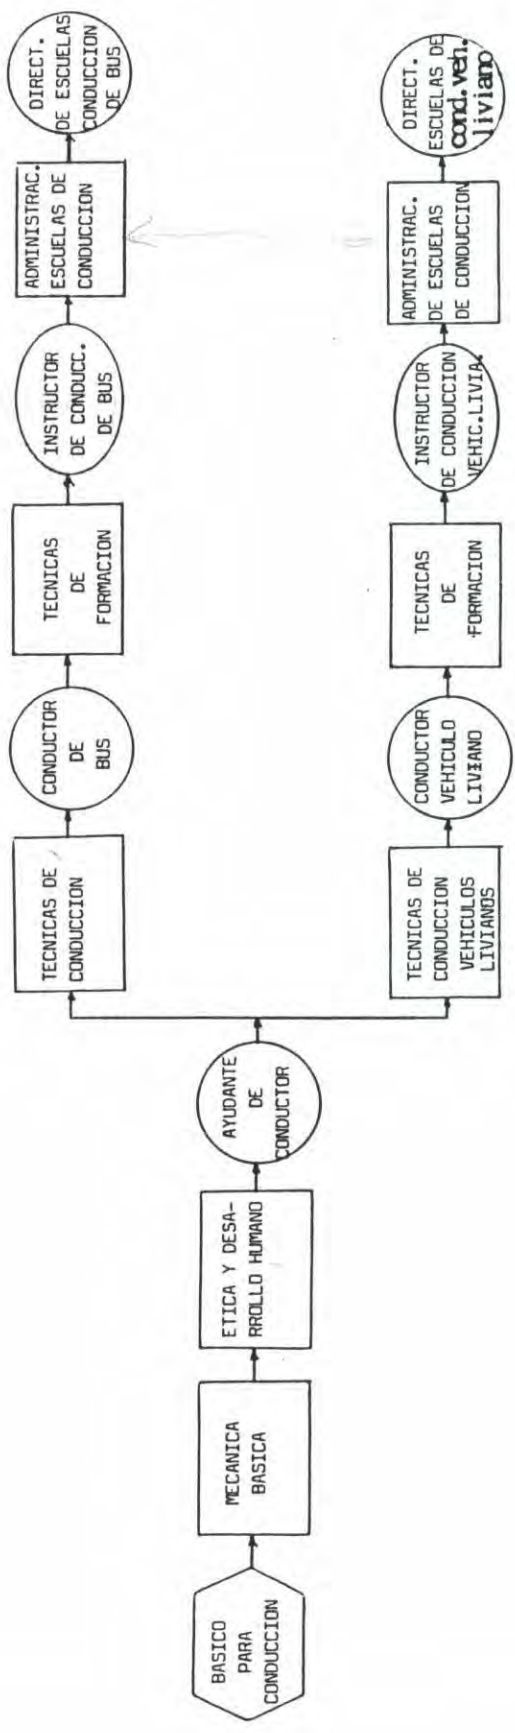 BASICO
PARA
CONDUCCION
MECANICA
BASICA
ETICA Y DESA-
RROLLO HUMANO
AYUDANTE
DE
CONDUCTOR
TECNICAS DE
CONDUCCION
CONDUCTOR
DE
BUS
TECNICAS
DE
FORMACION
INSTRUCTOR
DE CONDUCC.
DE BUS
ADMINISTRAC.
ESCUELAS DE
CONDUCCION
DIRECT.
DE ESCUELAS
CONDUCCION
DE BUS
TECNICAS DE
CONDUCCION
VEHICULOS
LIVIANOS
CONDUCTOR
VEHICULO
LIVIANO
TECNICAS
DE
FORMACION
INSTRUCTOR
DE CONDUCCION
VEHIC.LIVIA.
ADMINISTRAC.
DE ESCUELAS
DE CONDUCCION
DIRECT.
ESCUELAS DE
cond.veh.
liviano